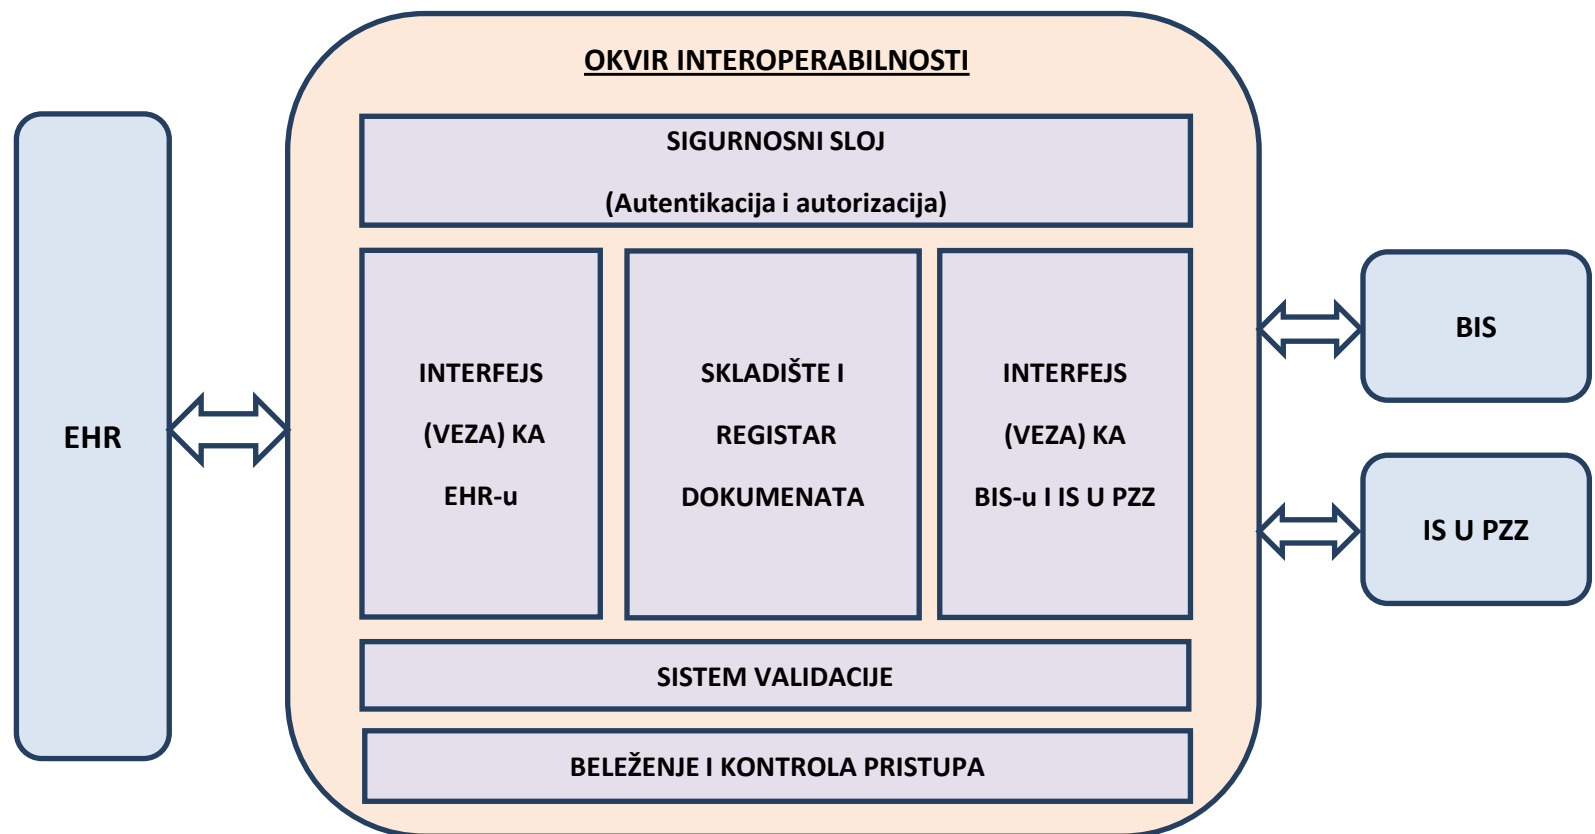 OKVIR INTEROPERABILNOSTI
SIGURNOSNI SLOJ
(Autentikacija i autorizacija)
EHR
INTERFEJS
(VEZA) KA
EHR-u
SKLADIŠTE I
REGISTAR
DOKUMENATA
INTERFEJS
(VEZA) KA
BIS-u I IS U PZZ
BIS
IS U PZZ
SISTEM VALIDACIJE
BELEŽENJE I KONTROLA PRISTUPA